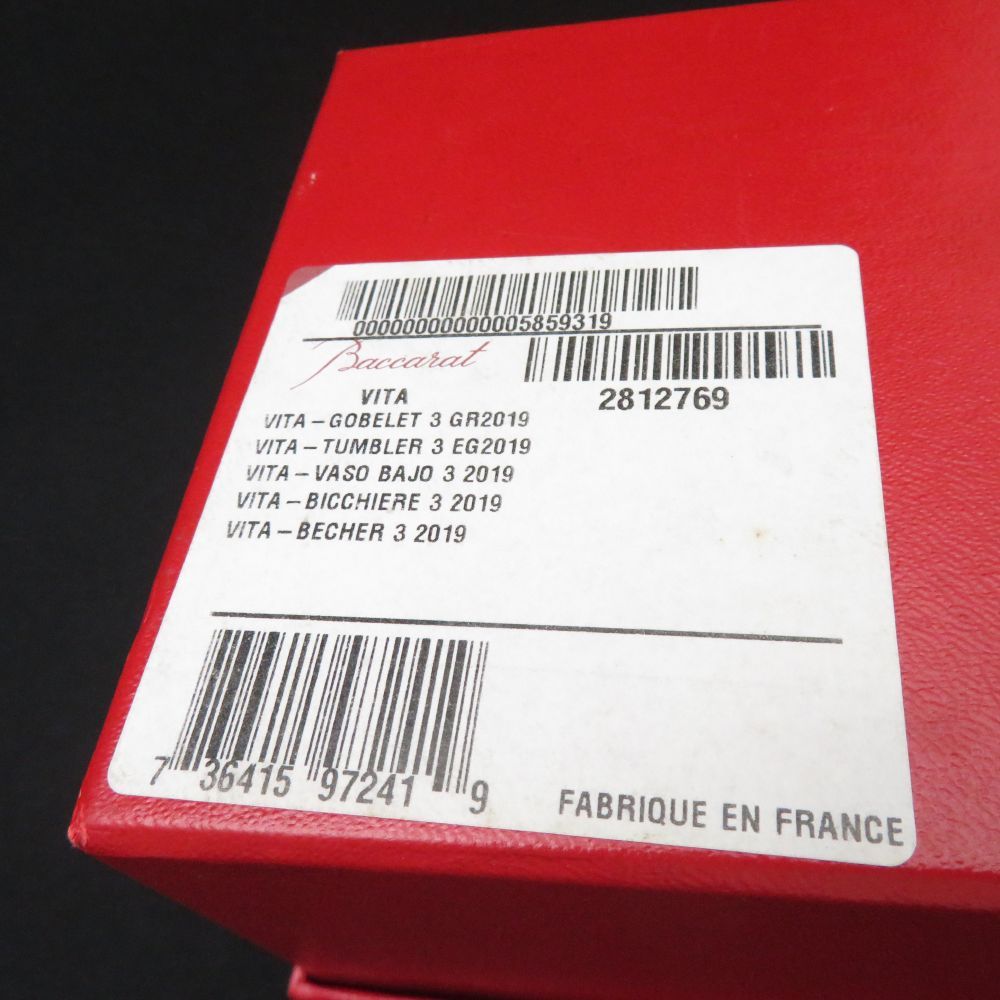 00000000000005859319
Baccarat
2812769
VITA
VITA – GOBELET 3 GR2019
VITA – TUMBLER 3 EG2019
VITA – VASO BAJO 3 2019
VITA – BICCHIERE 3 2019
VITA – BECHER 3 2019
7 36415 97241 9
FABRIQUE EN FRANCE